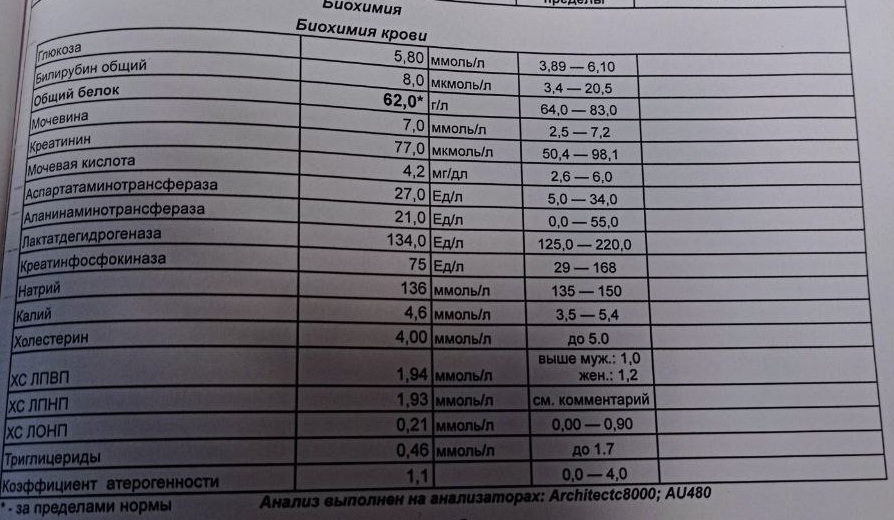 пределы
Биохимия
Биохимия крови
Глюкоза 5,80 ммоль/л 3,89 — 6,10
Билирубин общий 8,0 мкмоль/л 3,4 — 20,5
Общий белок 62,0* г/л 64,0 — 83,0
Мочевина 7,0 ммоль/л 2,5 — 7,2
Креатинин 77,0 мкмоль/л 50,4 — 98,1
Мочевая кислота 4,2 мг/дл 2,6 — 6,0
Аспартатаминотрансфераза 27,0 Ед/л 5,0 — 34,0
Аланинаминотрансфераза 21,0 Ед/л 0,0 — 55,0
Лактатдегидрогеназа 134,0 Ед/л 125,0 — 220,0
Креатинфосфокиназа 75 Ед/л 29 — 168
Натрий 136 ммоль/л 135 — 150
Калий 4,6 ммоль/л 3,5 — 5,4
Холестерин 4,00 ммоль/л до 5.0
ХС ЛПВП 1,94 ммоль/л выше муж.: 1,0
жен.: 1,2
ХС ЛПНП 1,93 ммоль/л см. комментарий
ХС ЛОНП 0,21 ммоль/л 0,00 — 0,90
Триглицериды 0,46 ммоль/л до 1.7
Коэффициент атерогенности 1,1 0,0 — 4,0
* - за пределами нормы Анализ выполнен на анализаторах: Architectc8000; AU480